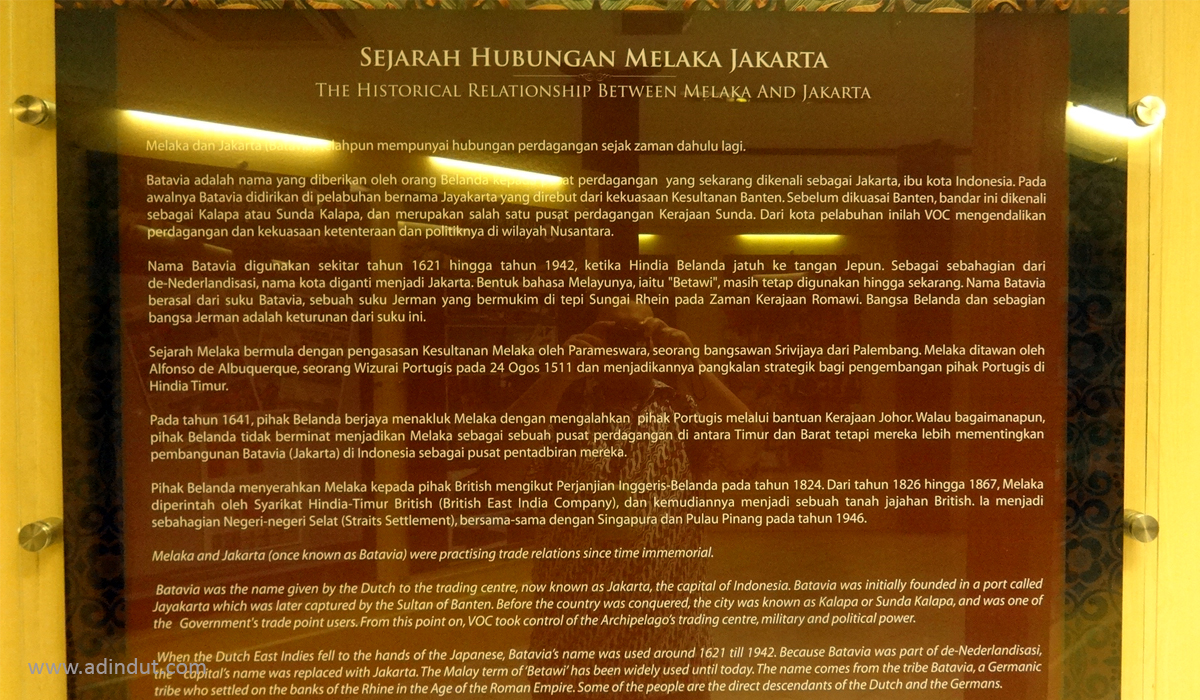 SEJARAH HUBUNGAN MELAKA JAKARTA
THE HISTORICAL RELATIONSHIP BETWEEN MELAKA AND JAKARTA
Melaka dan Jakarta mempunyai hubungan perdagangan sejak zaman dahulu lagi.
Batavia adalah nama yang diberikan oleh orang Belanda perdagangan yang sekarang dikenali sebagai Jakarta, ibu kota Indonesia. Pada
awalnya Batavia didirikan di pelabuhan bernama Jayakarta yang direbut dari kekuasaan Kesultanan Banten. Sebelum dikuasai Banten, bandar ini dikenali
sebagai Kalapa atau Sunda Kalapa, dan merupakan salah satu pusat perdagangan Kerajaan Sunda. Dari kota pelabuhan inilah VOC mengendalikan
perdagangan dan kekuasaan ketenteraan dan politiknya di wilayah Nusantara.
Nama Batavia digunakan sekitar tahun 1621 hingga tahun 1942, ketika Hindia Belanda jatuh ke tangan Jepun. Sebagai sebahagian dari
de-Nederlandisasi, nama kota diganti menjadi Jakarta. Bentuk bahasa Melayunya, iaitu "Betawi", masih tetap digunakan hingga sekarang. Nama Batavia
berasal dari suku Batavia, sebuah suku Jerman yang bermukim di tepi Sungai Rhein pada Zaman Kerajaan Romawi. Bangsa Belanda dan sebagian
bangsa Jerman adalah keturunan dari suku ini.
Sejarah Melaka bermula dengan pengasasan Kesultanan Melaka oleh Parameswara, seorang bangsawan Srivijaya dari Palembang. Melaka ditawan oleh
Alfonso de Albuquerque, seorang Wizurai Portugis pada 24 Ogos 1511 dan menjadikannya pangkalan strategik bagi pengembangan pihak Portugis di
Hindia Timur.
Pada tahun 1641, pihak Belanda berjaya menakluk Melaka dengan mengalahkan pihak Portugis melalui bantuan Kerajaan Johor. Walau bagaimanapun,
pihak Belanda tidak berminat menjadikan Melaka sebagai sebuah pusat perdagangan di antara Timur dan Barat tetapi mereka lebih mementingkan
pembangunan Batavia (Jakarta) di Indonesia sebagai pusat pentadbiran mereka.
Pihak Belanda menyerahkan Melaka kepada pihak British mengikut Perjanjian Inggeris-Belanda pada tahun 1824. Dari tahun 1826 hingga 1867, Melaka
diperintah oleh Syarikat Hindia-Timur British (British East India Company), dan kemudiannya menjadi sebuah tanah jajahan British. Ia menjadi
sebahagian Negeri-negeri Selat (Straits Settlement), bersama-sama dengan Singapura dan Pulau Pinang pada tahun 1946.
Melaka and Jakarta (once known as Batavia) were practising trade relations since time immemorial.
Batavia was the name given by the Dutch to the trading centre, now known as Jakarta, the capital of Indonesia. Batavia was initially founded in a port called
Jayakarta which was later captured by the Sultan of Banten. Before the country was conquered, the city was known as Kalapa or Sunda Kalapa, and was one of
the Government's trade point users. From this point on, VOC took control of the Archipelago's trading centre, military and political power.
When the Dutch East Indies fell to the hands of the Japanese, Batavia's name was used around 1621 till 1942. Because Batavia was part of de-Nederlandisasi,
the capital's name was replaced with Jakarta. The Malay term of 'Betawi' has been widely used until today. The name comes from the tribe Batavia, a Germanic
tribe who settled on the banks of the Rhine in the Age of the Roman Empire. Some of the people are the direct descendants of the Dutch and the Germans.
www.adindut.com